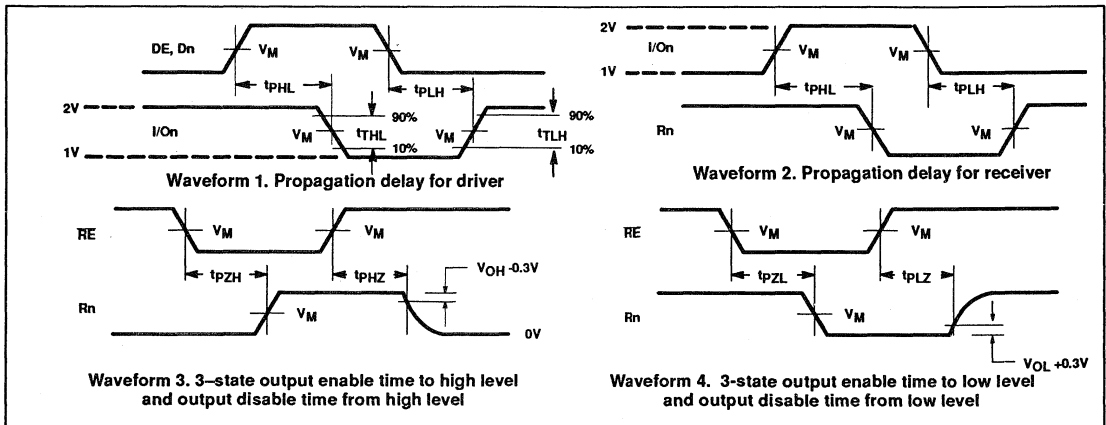 DE, Dn
VM
VM
tPHL
tPLH
2V
I/On
1V
VM
90%
tTHL
10%
VM
90%
tTLH
10%
Waveform 1. Propagation delay for driver
2V
I/On
1V
VM
VM
tPHL
tPLH
Rn
VM
VM
Waveform 2. Propagation delay for receiver
RE
VM
VM
tPZH
tPHZ
VOH -0.3V
Rn
VM
0V
Waveform 3. 3–state output enable time to high level
and output disable time from high level
RE
VM
VM
tPZL
tPLZ
Rn
VM
VOL +0.3V
Waveform 4. 3-state output enable time to low level
and output disable time from low level